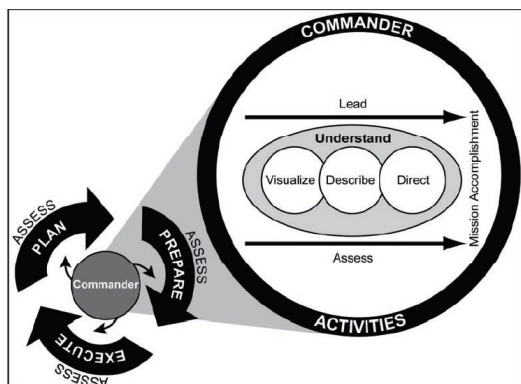 COMMANDER
Lead
Understand
Visualize
Describe
Direct
Assess
Mission Accomplishment
ACTIVITIES
ASSESS
PLAN
ASSESS
PREPARE
Commander
EXECUTE
ASSESS